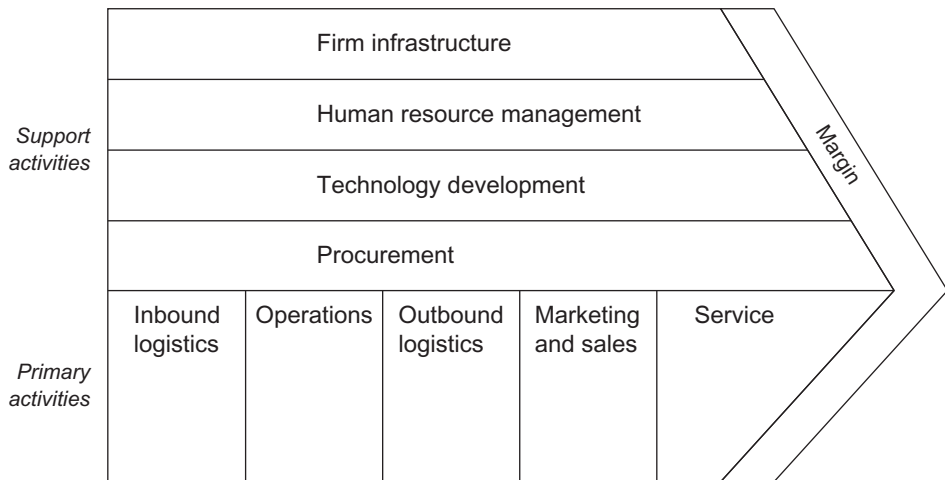 Firm infrastructure
Human resource management
Support
activities
Technology development
Procurement
Margin
Inbound
logistics
Operations
Outbound
logistics
Marketing
and sales
Service
Primary
activities